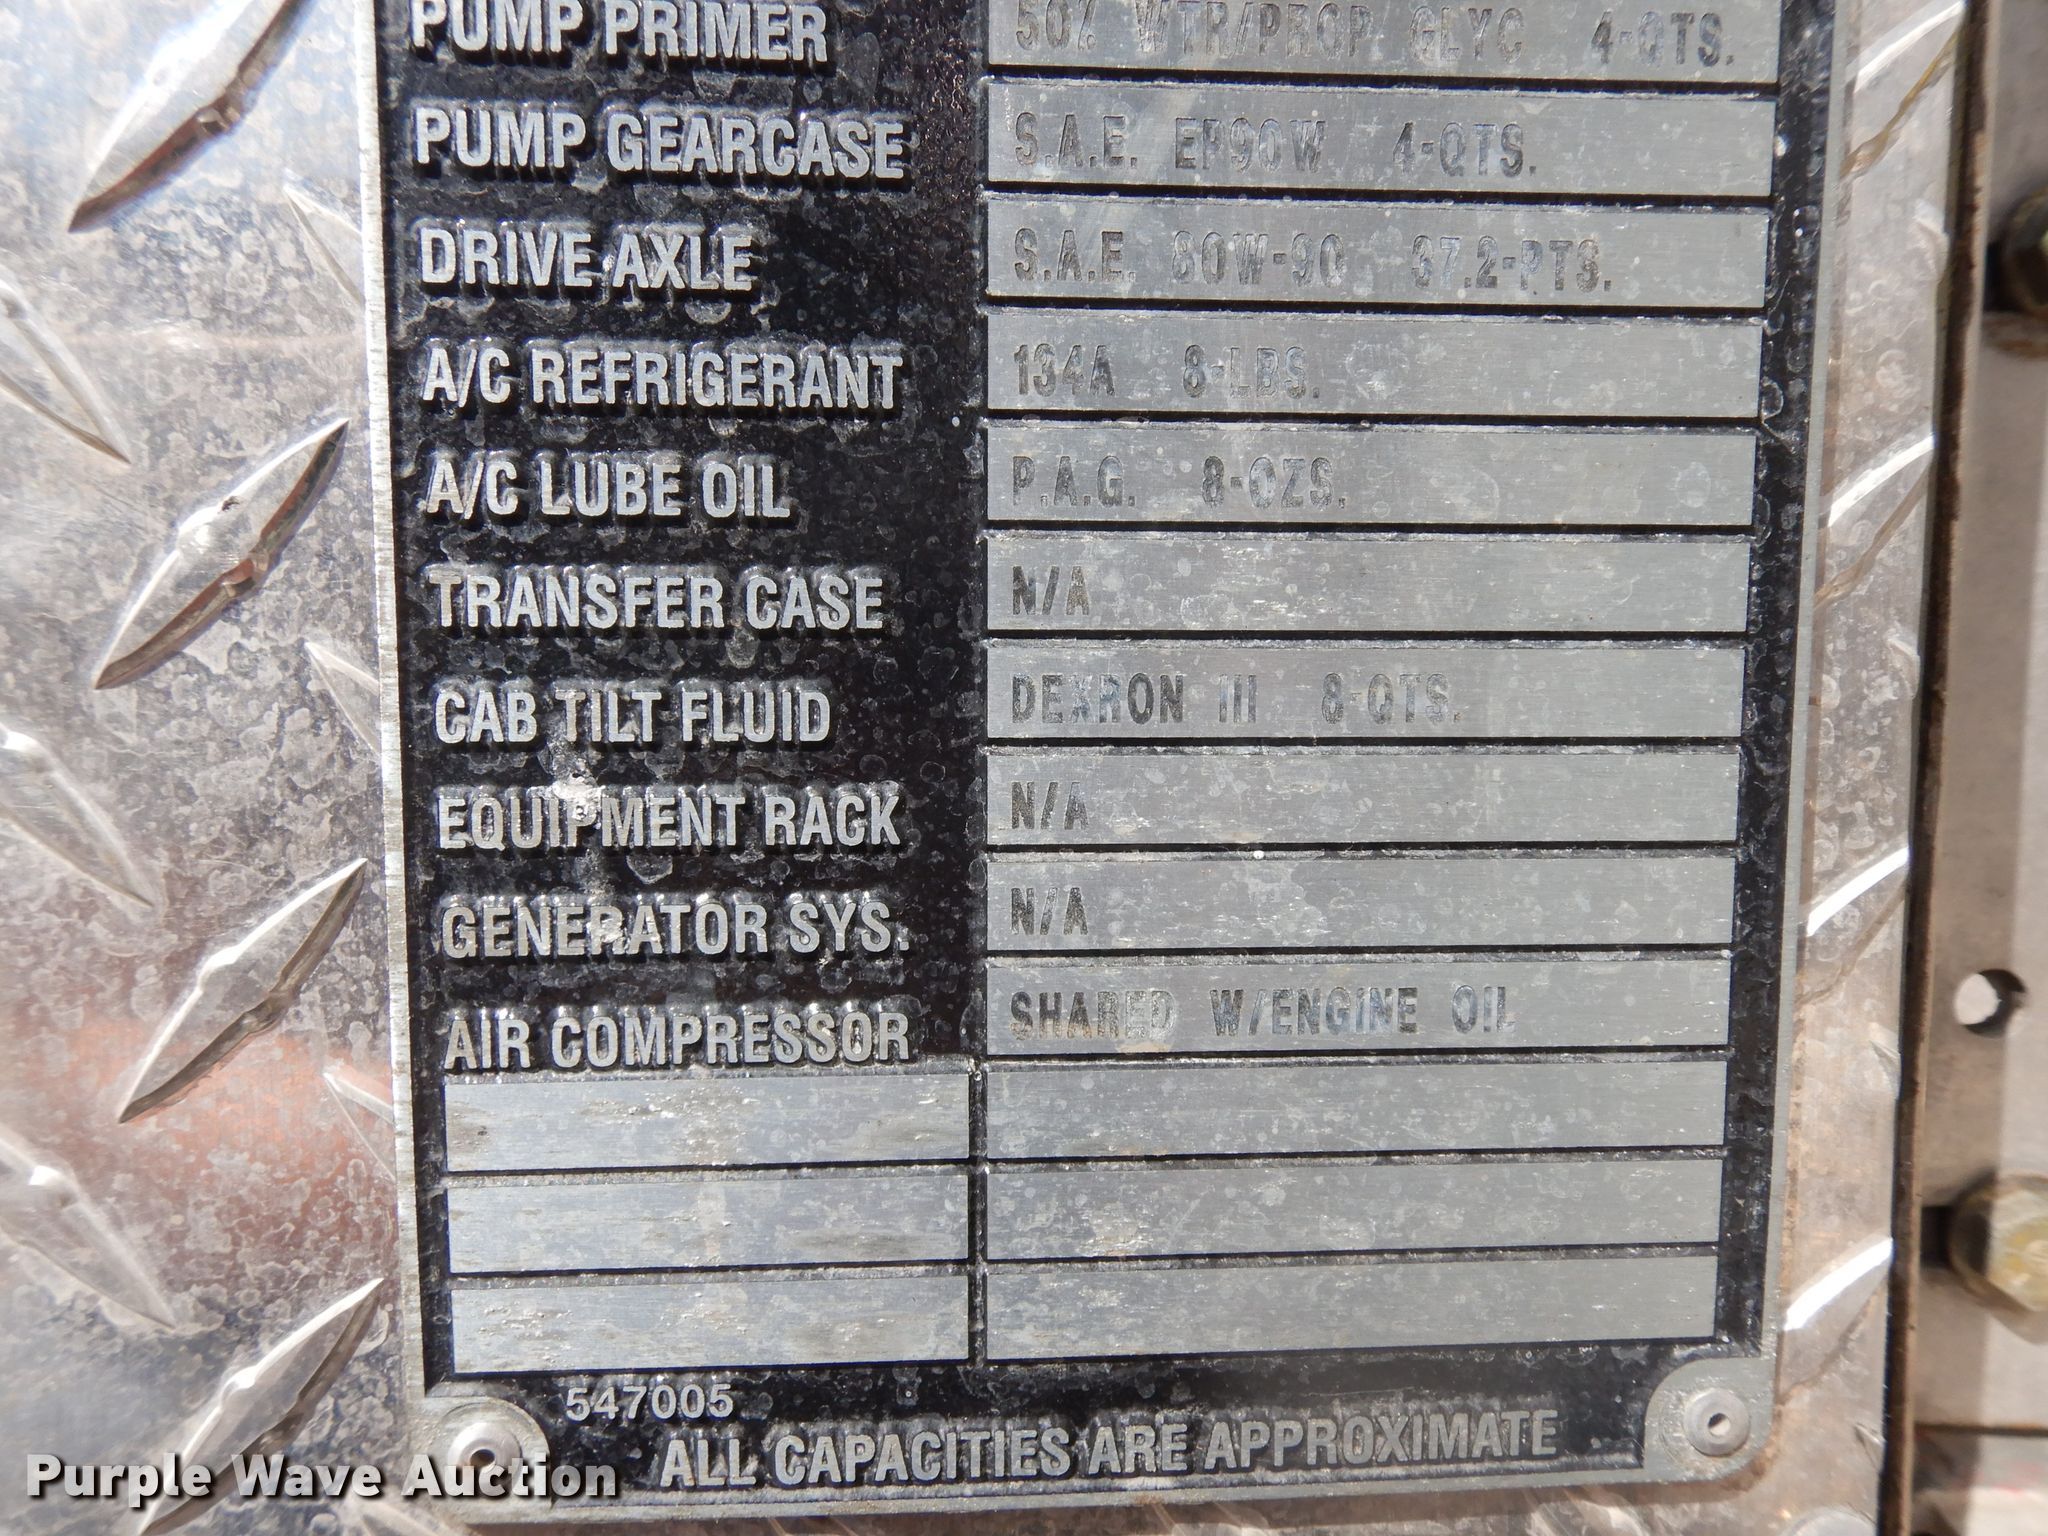 PUMP PRIMER 50% WTR/PROP GLYC 4-QTS.
PUMP GEARCASE S.A.E. EP90W 4-QTS.
DRIVE AXLE S.A.E. 80W-90 37.2-PTS.
A/C REFRIGERANT 134A 8-LBS.
A/C LUBE OIL P.A.G. 8-OZS.
TRANSFER CASE N/A
CAB TILT FLUID DEXRON III 8-QTS.
EQUIPMENT RACK N/A
GENERATOR SYS. N/A
AIR COMPRESSOR SHARED W/ENGINE OIL
547005
ALL CAPACITIES ARE APPROXIMATE
Purple Wave Auction